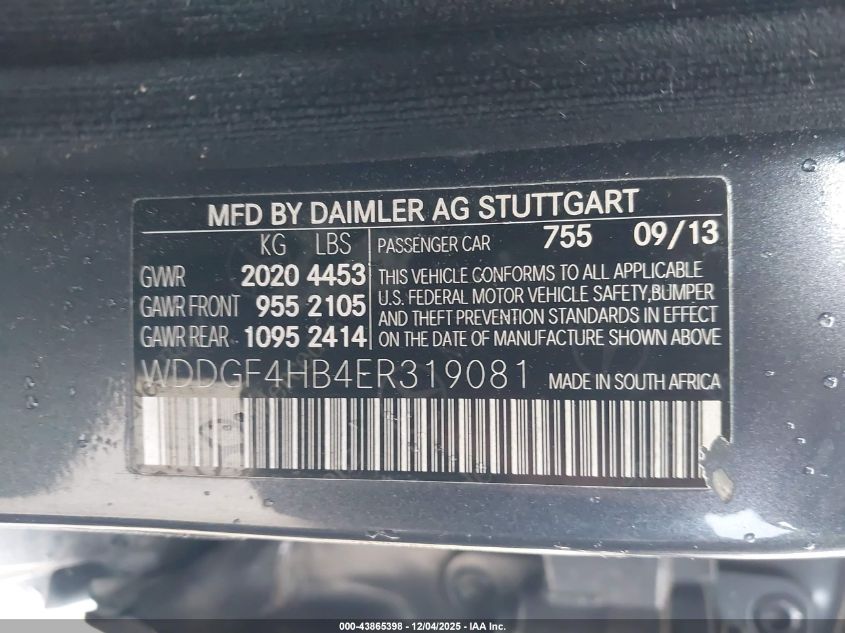 MFD BY DAIMLER AG STUTTGART
KG LBS
GVWR 2020 4453
GAWR FRONT 955 2105
GAWR REAR 1095 2414
PASSENGER CAR 755 09/13
THIS VEHICLE CONFORMS TO ALL APPLICABLE
U.S. FEDERAL MOTOR VEHICLE SAFETY,BUMPER
AND THEFT PREVENTION STANDARDS IN EFFECT
ON THE DATE OF MANUFACTURE SHOWN ABOVE
WDDGF4HB4ER319081 MADE IN SOUTH AFRICA
000-43865398 - 12/04/2025 - IAA Inc.